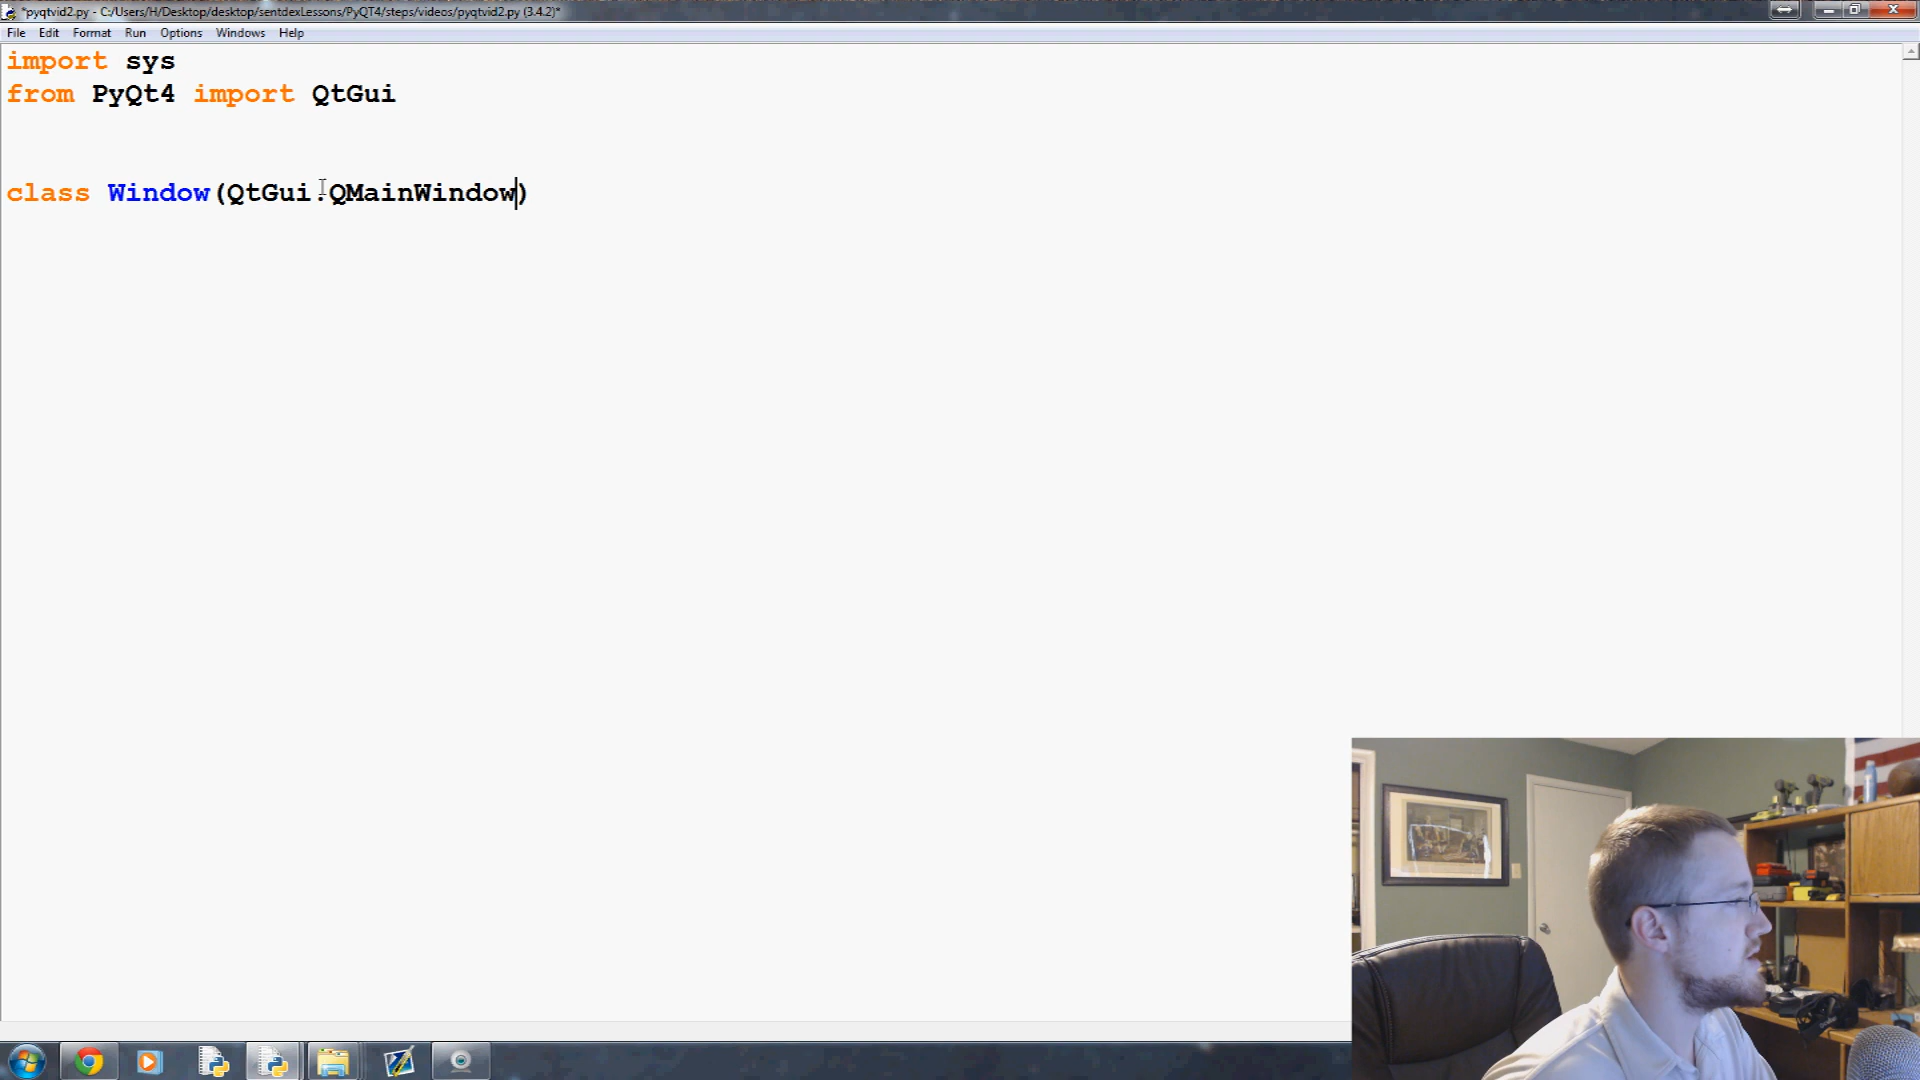 *pyqtvid2.py - C:/Users/H/Desktop/desktop/sentdexLessons/PyQT4/steps/videos/pyqtvid2.py (3.4.2)*
File Edit Format Run Options Windows Help
import sys
from PyQt4 import QtGui
class Window(QtGui.QMainWindow)